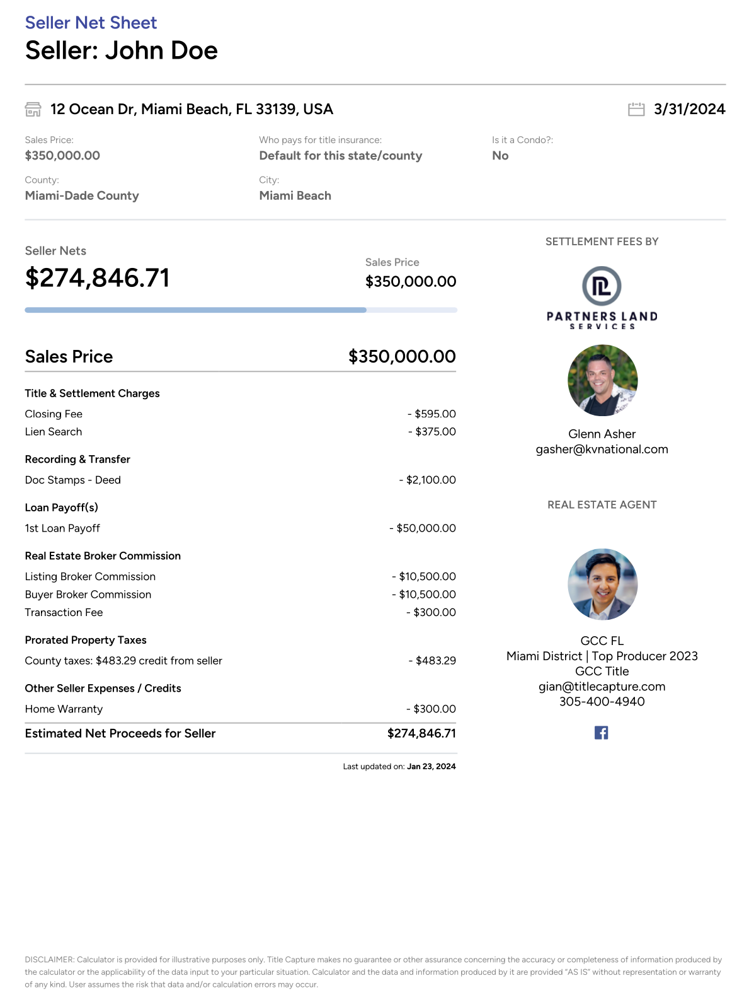 Seller Net Sheet
Seller: John Doe
12 Ocean Dr, Miami Beach, FL 33139, USA
3/31/2024
Sales Price:
$350,000.00
Who pays for title insurance:
Default for this state/county
Is it a Condo?:
No
County:
Miami-Dade County
City:
Miami Beach
Seller Nets
$274,846.71
Sales Price
$350,000.00
Sales Price $350,000.00
Title & Settlement Charges
Closing Fee - $595.00
Lien Search - $375.00
Recording & Transfer
Doc Stamps - Deed - $2,100.00
Loan Payoff(s)
1st Loan Payoff - $50,000.00
Real Estate Broker Commission
Listing Broker Commission - $10,500.00
Buyer Broker Commission - $10,500.00
Transaction Fee - $300.00
Prorated Property Taxes
County taxes: $483.29 credit from seller - $483.29
Other Seller Expenses / Credits
Home Warranty - $300.00
Estimated Net Proceeds for Seller $274,846.71
Last updated on: Jan 23, 2024
SETTLEMENT FEES BY
PL
PARTNERS LAND
SERVICES
Glenn Asher
gasher@kvnational.com
REAL ESTATE AGENT
GCC FL
Miami District | Top Producer 2023
GCC Title
gian@titlecapture.com
305-400-4940
DISCLAIMER: Calculator is provided for illustrative purposes only. Title Capture makes no guarantee or other assurance concerning the accuracy or completeness of information produced by
the calculator or the applicability of the data input to your particular situation. Calculator and the data and information produced by it are provided “AS IS” without representation or warranty
of any kind. User assumes the risk that data and/or calculation errors may occur.